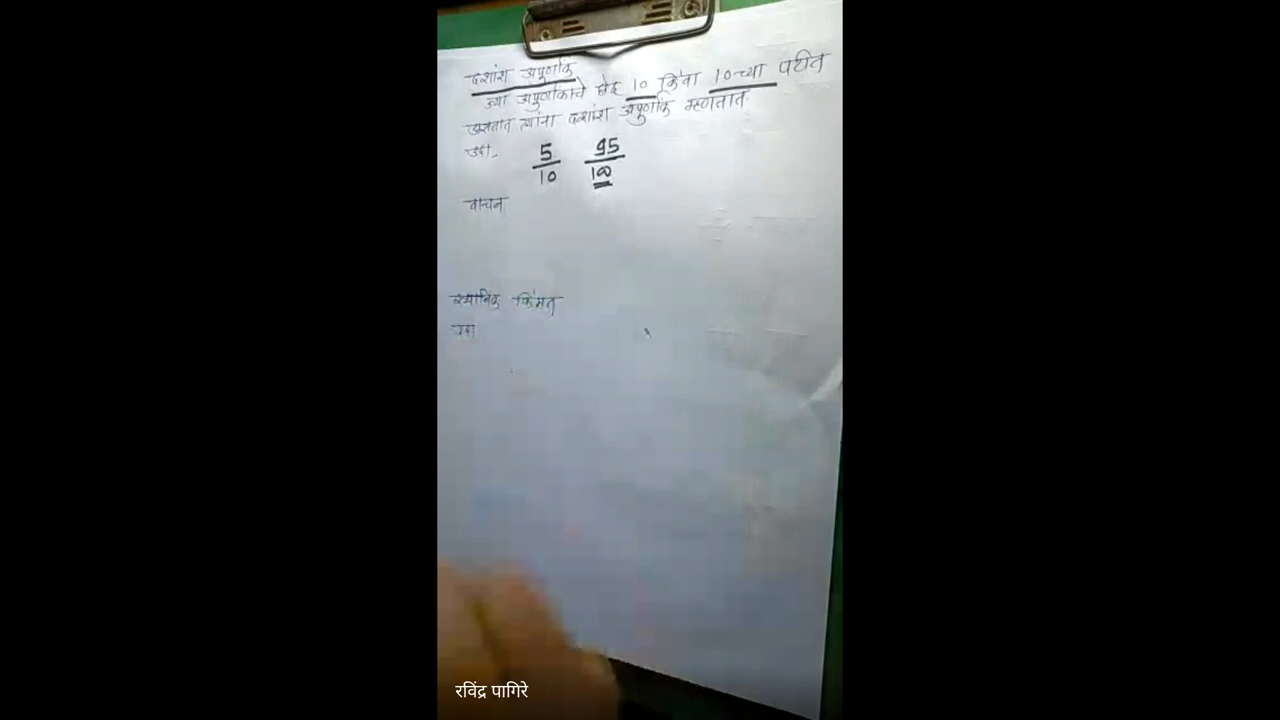 दशांश अपूर्णांक
ज्या अपूर्णांकाचे छेद 10 किंवा 10च्या पटीत
असतात त्यांना दशांश अपूर्णांक म्हणतात.
उदा.
5/10 95/100
वाचन
स्थानिक किंमत
उदा
रविंद्र पागिरे